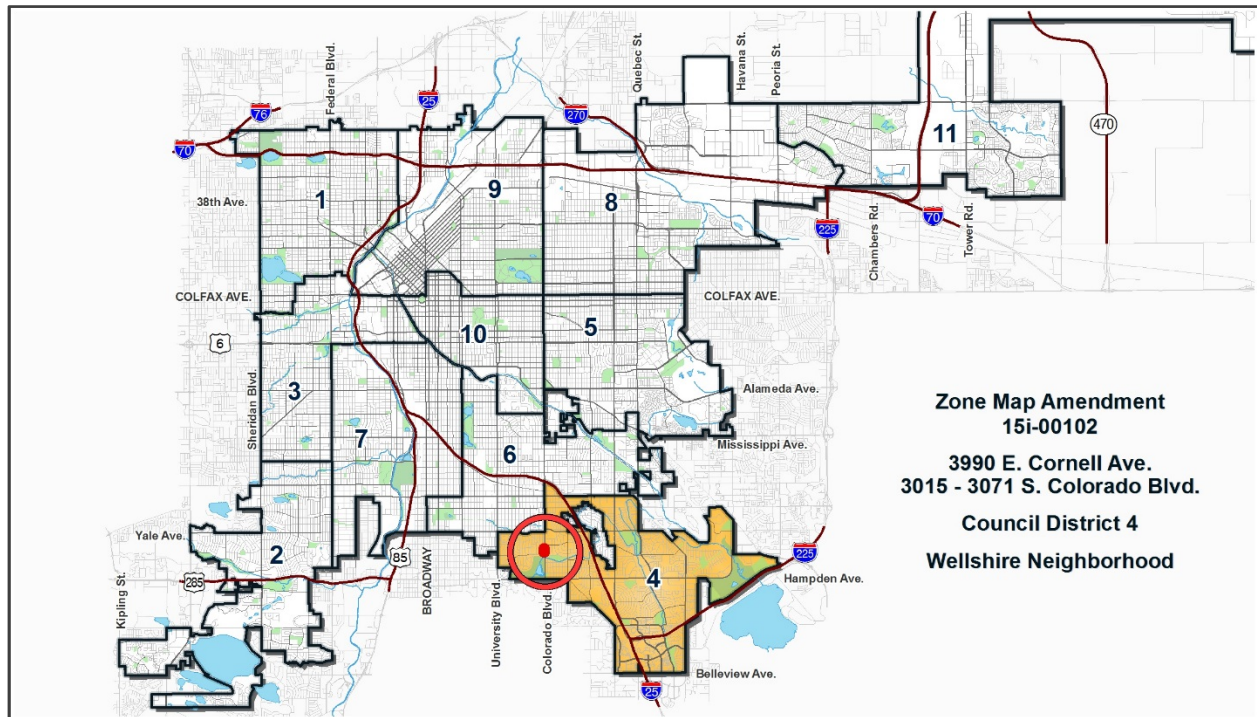 Federal Blvd.
Quebec St.
Havana St.
Peoria St.
25
76
270
70
11
470
9
1
8
38th Ave.
225
Chambers Rd.
70
Tower Rd.
COLFAX AVE.
COLFAX AVE.
10
5
6
3
Sheridan Blvd.
Alameda Ave.
7
Mississippi Ave.
6
Zone Map Amendment
15i-00102
3990 E. Cornell Ave.
3015 - 3071 S. Colorado Blvd.
Council District 4
Wellshire Neighborhood
Yale Ave.
2
85
BROADWAY
225
285
4
Hampden Ave.
Kipling St.
University Blvd.
Colorado Blvd.
Belleview Ave.
25